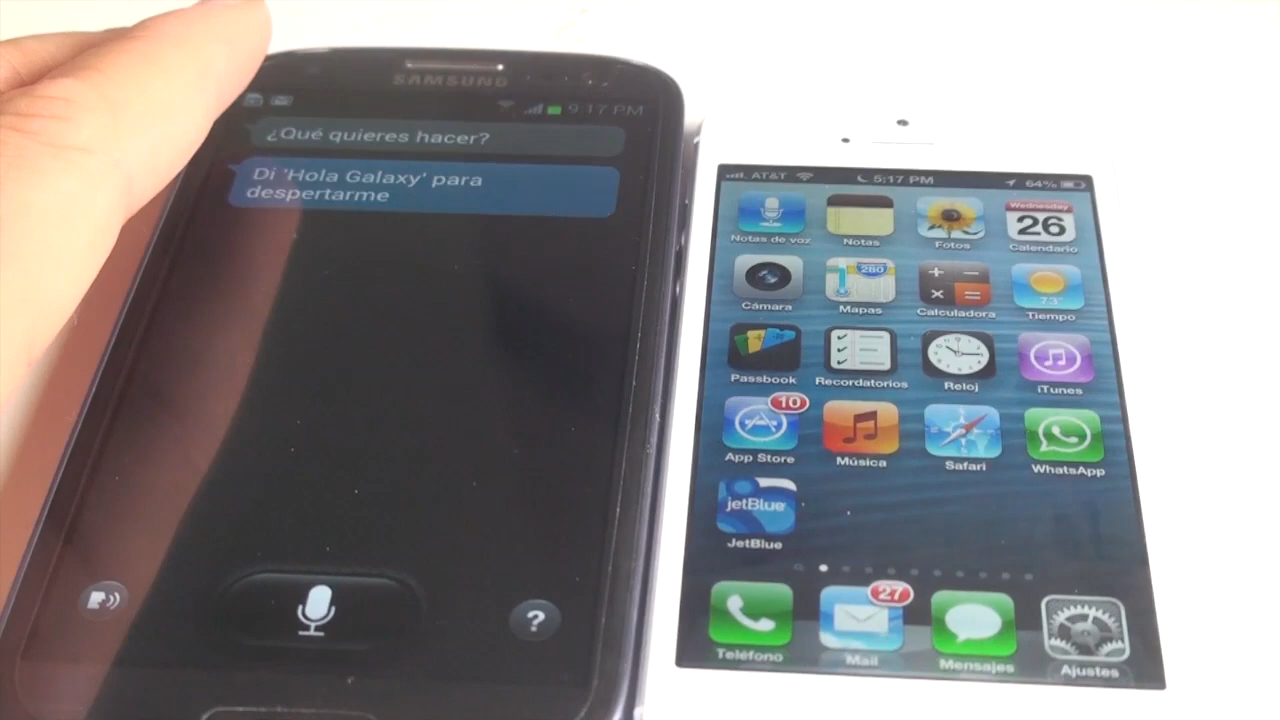 SAMSUNG
9:17 PM
¿Qué quieres hacer?
Di 'Hola Galaxy' para
despertarme
?
AT&T 5:17 PM 64%
Wednesday
26
Notas de voz Notas Fotos Calendario
280
73°
Cámara Mapas Calculadora Tiempo
Passbook Recordatorios Reloj iTunes
10
App Store Música Safari WhatsApp
jetBlue
JetBlue
27
Teléfono Mail Mensajes Ajustes